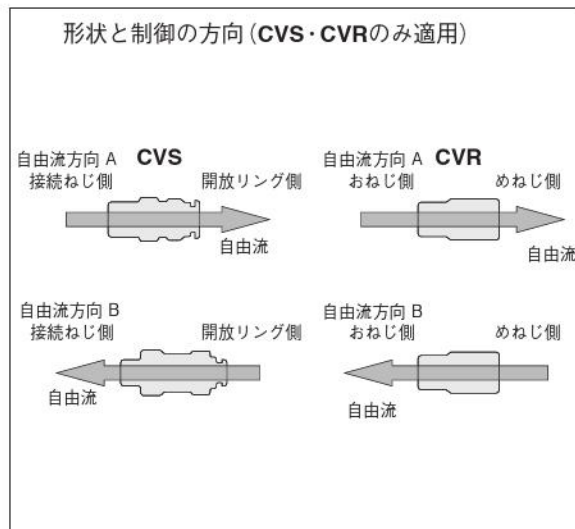 形状と制御の方向(CVS・CVRのみ適用)
自由流方向 A CVS
接続ねじ側 開放リング側
自由流
自由流方向 A CVR
おねじ側 めねじ側
自由流
自由流方向 B
接続ねじ側 開放リング側
自由流
自由流方向 B
おねじ側 めねじ側
自由流